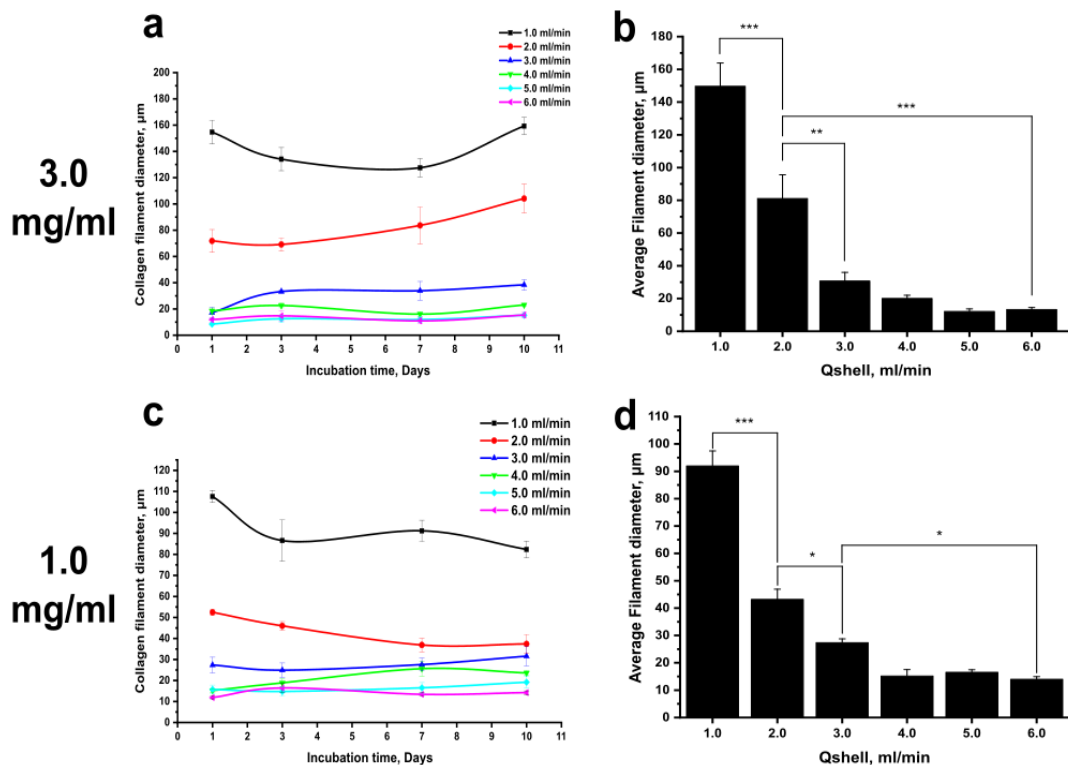 3.0
mg/ml
a
1.0 ml/min
2.0 ml/min
3.0 ml/min
4.0 ml/min
5.0 ml/min
6.0 ml/min
Collagen filament diameter, µm
200
180
160
140
120
100
80
60
40
20
0
0 1 2 3 4 5 6 7 8 9 10 11
Incubation time, Days
b
***
***
**
Average Filament diameter, µm
180
160
140
120
100
80
60
40
20
0
1.0 2.0 3.0 4.0 5.0 6.0
Qshell, ml/min
1.0
mg/ml
c
1.0 ml/min
2.0 ml/min
3.0 ml/min
4.0 ml/min
5.0 ml/min
6.0 ml/min
Collagen filament diameter, µm
120
110
100
90
80
70
60
50
40
30
20
10
0
0 1 2 3 4 5 6 7 8 9 10 11
Incubation time, Days
d
***
*
*
Average Filament diameter, µm
110
100
90
80
70
60
50
40
30
20
10
0
1.0 2.0 3.0 4.0 5.0 6.0
Qshell, ml/min